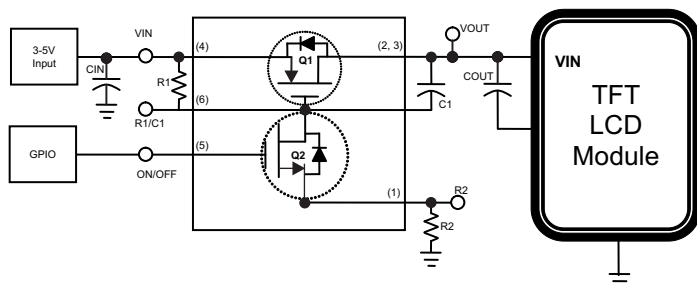 VIN
VOUT
3-5V
Input
(4)
(2, 3)
Q1
CIN
R1
C1
COUT
VIN
TFT
LCD
Module
(6)
R1/C1
GPIO
(5)
ON/OFF
Q2
(1)
R2
R2